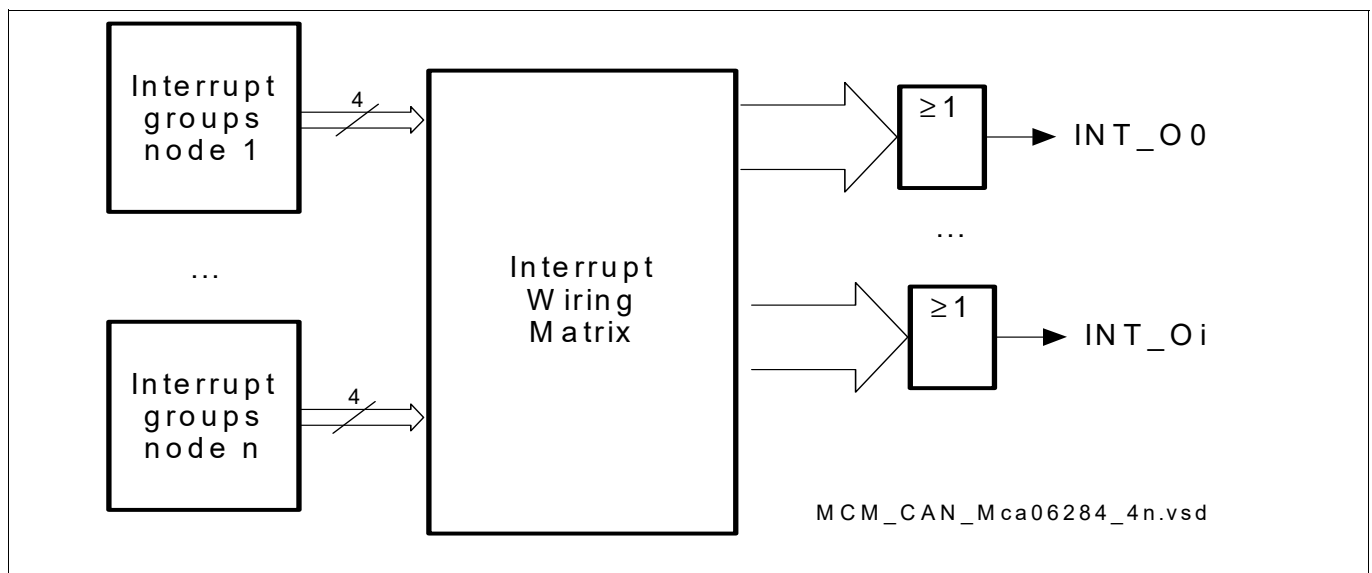 Interrupt
groups
node 1
4
...
Interrupt
groups
node n
4
Interrupt
Wiring
Matrix
≥1
INT_O0
...
≥1
INT_Oi
MCM_CAN_Mca06284_4n.vsd